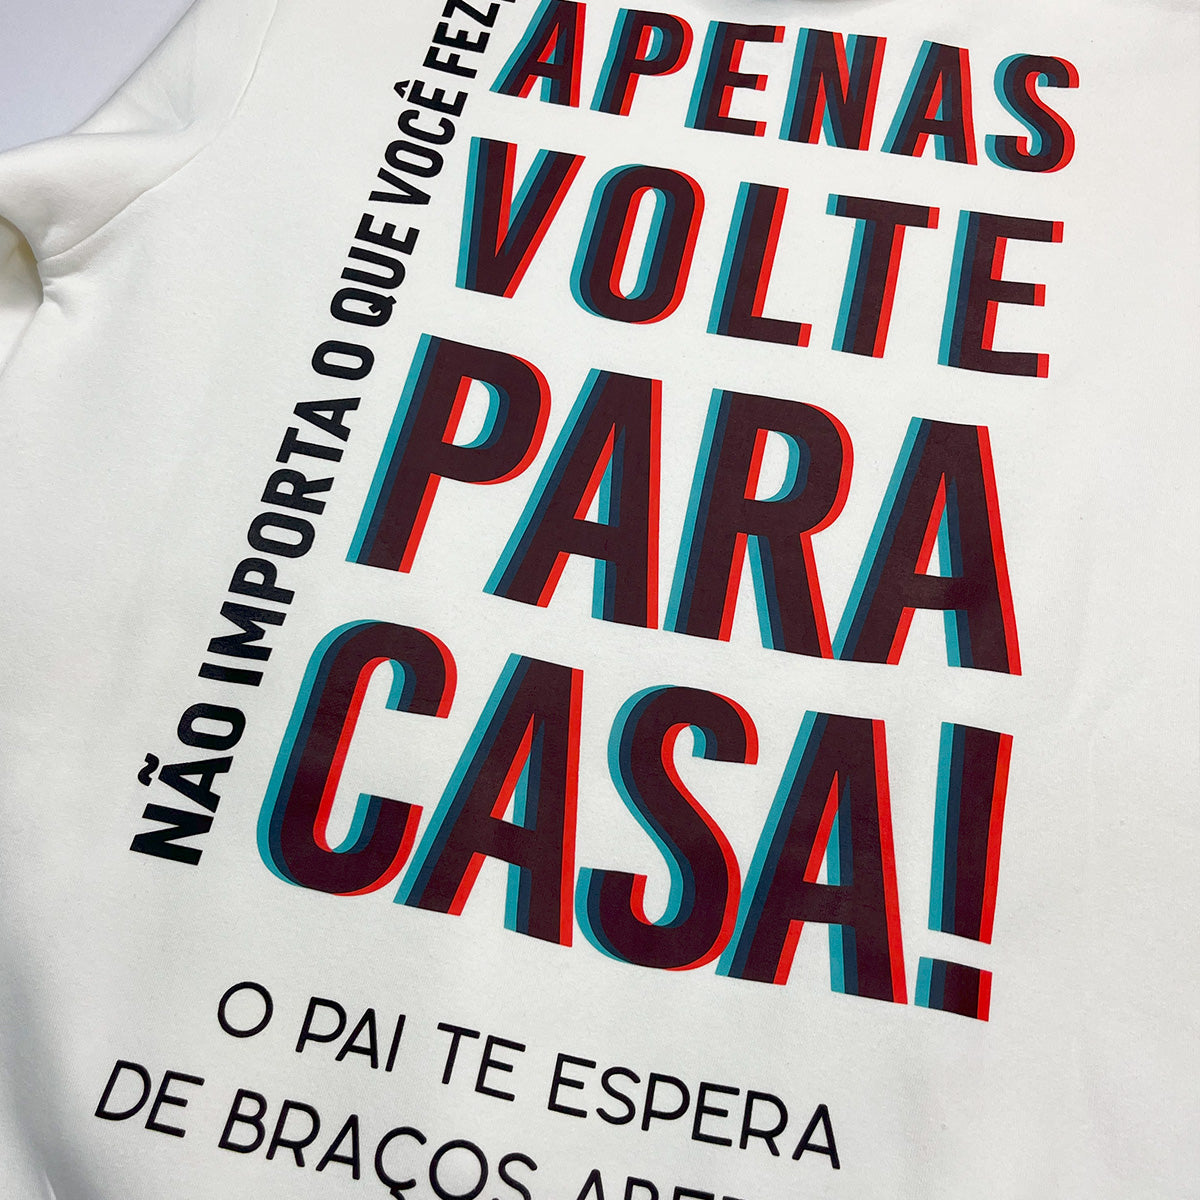 NÃO IMPORTA O QUE VOCÊ FEZ,
APENAS
VOLTE
PARA
CASA!
O PAI TE ESPERA
DE BRAÇOS